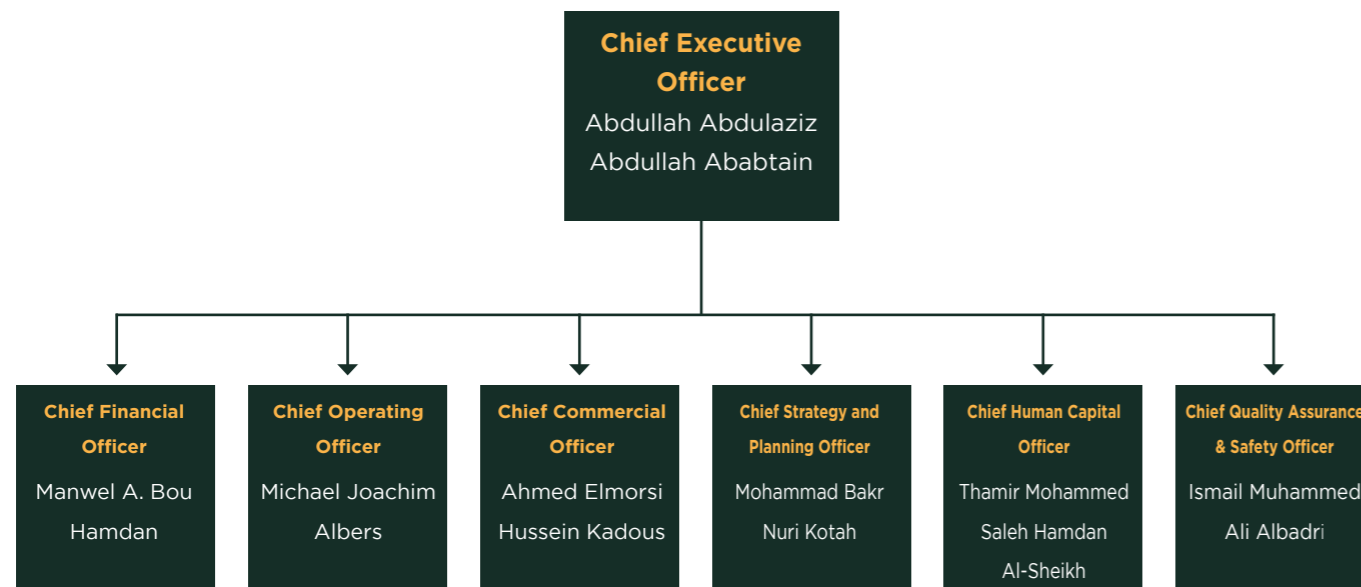 Chief Executive
Officer
Abdullah Abdulaziz
Abdullah Ababtain
Chief Financial
Officer
Manwel A. Bou
Hamdan
Chief Operating
Officer
Michael Joachim
Albers
Chief Commercial
Officer
Ahmed Elmorsi
Hussein Kadous
Chief Strategy and
Planning Officer
Mohammad Bakr
Nuri Kotah
Chief Human Capital
Officer
Thamir Mohammed
Saleh Hamdan
Al-Sheikh
Chief Quality Assurance
& Safety Officer
Ismail Muhammed
Ali Albadri